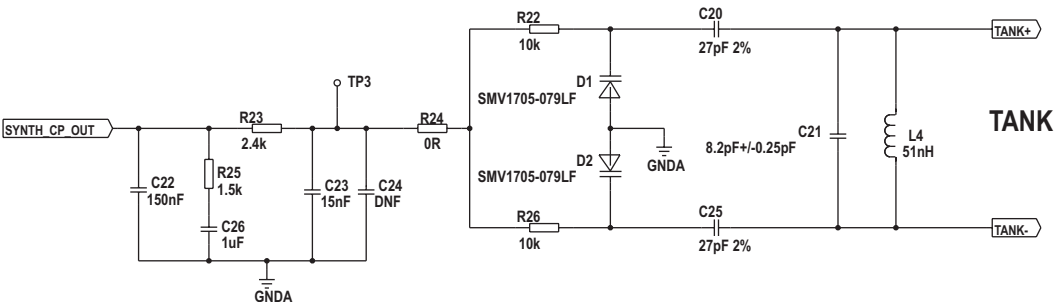 R22
10k
C20
27pF 2%
TANK+
TP3
D1
SMV1705-079LF
SYNTH_CP_OUT
R23
2.4k
R24
0R
GNDA
C21
8.2pF+/-0.25pF
L4
51nH
TANK
D2
SMV1705-079LF
C22
150nF
R25
1.5k
C26
1uF
C23
15nF
C24
DNF
R26
10k
C25
27pF 2%
TANK-
GNDA